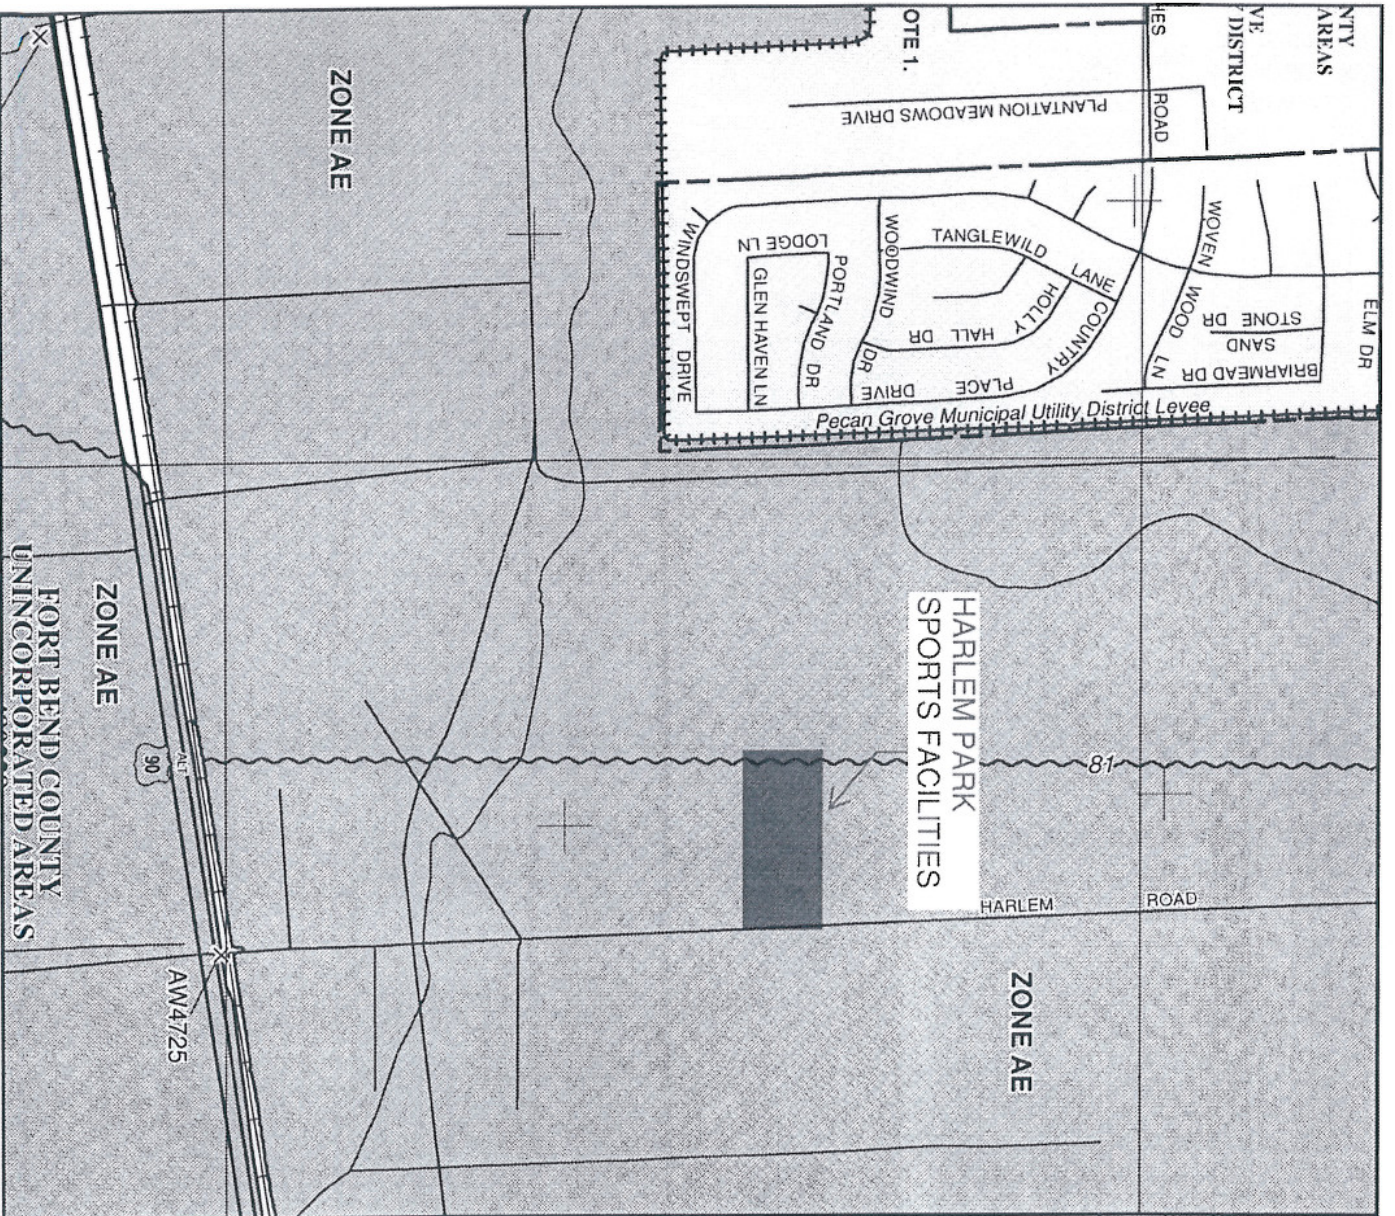 NTY
AREAS
VE
DISTRICT
HES
OTE 1.
PLANTATION MEADOWS DRIVE
ROAD
ZONE AE
WINDSWEPT DRIVE
LODGE LN
GLEN HAVEN LN
PORTLAND DR
WOODWIND DR
TANGLEWILD LANE
HOLLY HALL DR
COUNTRY PLACE DRIVE
WOVEN WOOD LN
SAND STONE DR
BRIARMEAD DR
ELM DR
Pecan Grove Municipal Utility District Levee
HARLEM PARK
SPORTS FACILITIES
81
HARLEM ROAD
ZONE AE
ZONE AE
FORT BEND COUNTY
UNINCORPORATED AREAS
ALT
90
AW4725